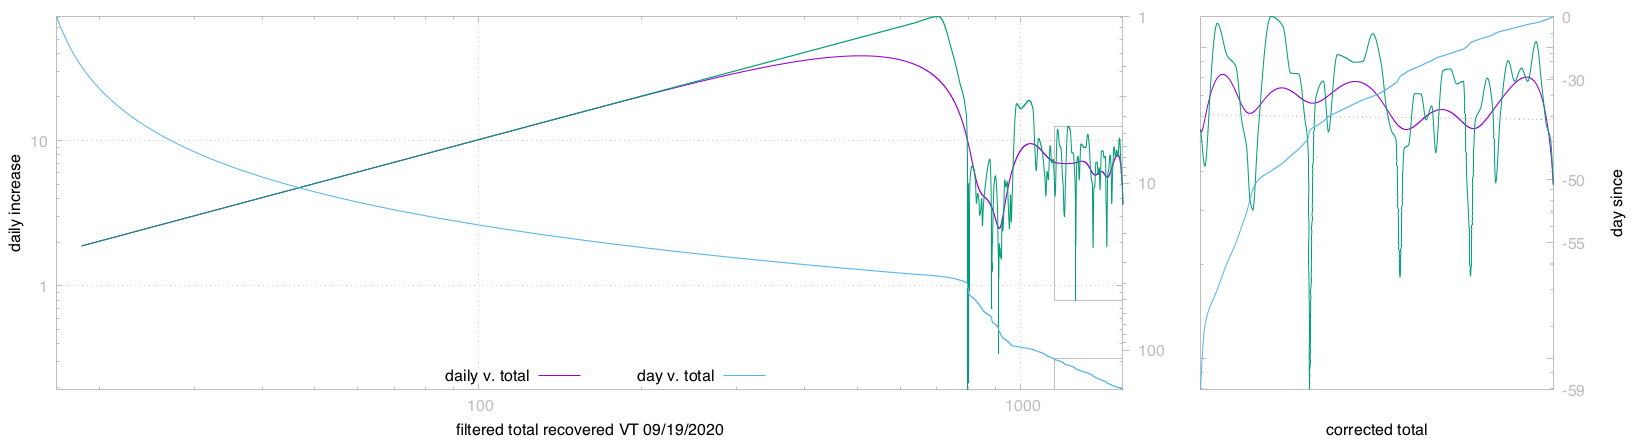 daily increase
10
1
daily v. total
day v. total
100
1000
filtered total recovered VT 09/19/2020
1
10
100
0
-30
-50
-55
-59
day since
corrected total